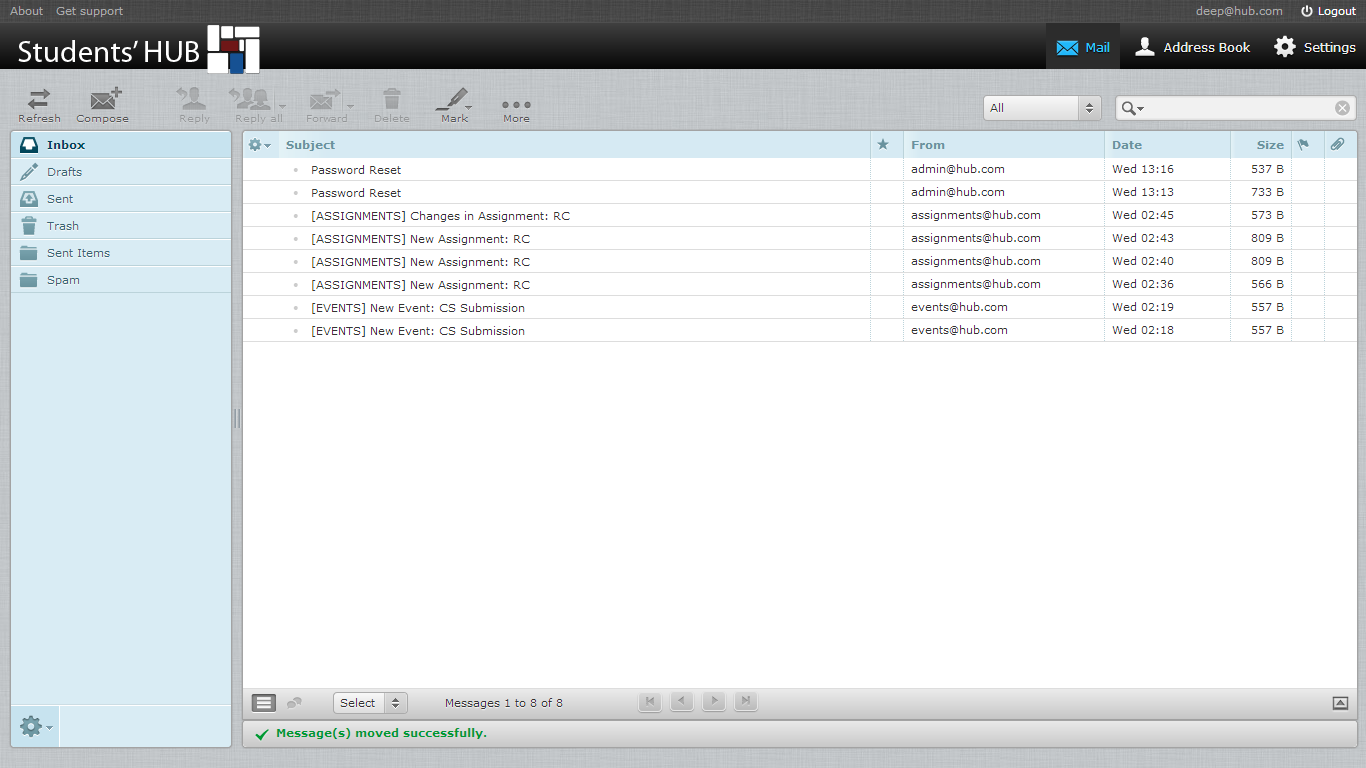 About Get support deep@hub.com Logout
Students' HUB Mail Address Book Settings
Refresh Compose Reply Reply all Forward Delete Mark More All
Inbox
Drafts
Sent
Trash
Sent Items
Spam
Subject From Date Size
Password Reset admin@hub.com Wed 13:16 537 B
Password Reset admin@hub.com Wed 13:13 733 B
[ASSIGNMENTS] Changes in Assignment: RC assignments@hub.com Wed 02:45 573 B
[ASSIGNMENTS] New Assignment: RC assignments@hub.com Wed 02:43 809 B
[ASSIGNMENTS] New Assignment: RC assignments@hub.com Wed 02:40 809 B
[ASSIGNMENTS] New Assignment: RC assignments@hub.com Wed 02:36 566 B
[EVENTS] New Event: CS Submission events@hub.com Wed 02:19 557 B
[EVENTS] New Event: CS Submission events@hub.com Wed 02:18 557 B
Select Messages 1 to 8 of 8
Message(s) moved successfully.